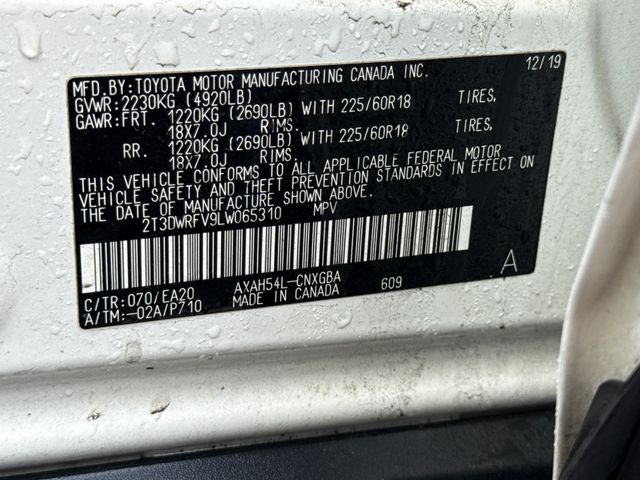 MFD.BY:TOYOTA MOTOR MANUFACTURING CANADA INC. 12/19
GVWR:2230KG (4920LB)
GAWR:FRT. 1220KG (2690LB) WITH 225/60R18 TIRES,
18X7.0J RIMS.
RR. 1220KG (2690LB) WITH 225/60R18 TIRES,
18X7.0J RIMS.
THIS VEHICLE CONFORMS TO ALL APPLICABLE FEDERAL MOTOR
VEHICLE SAFETY AND THEFT PREVENTION STANDARDS IN EFFECT ON
THE DATE OF MANUFACTURE SHOWN ABOVE.
2T3DWRFV9LW065310 MPV
A
C/TR:070/EA20 AXAH54L-CNXGBA
A/TM:-02A/P710 MADE IN CANADA 609